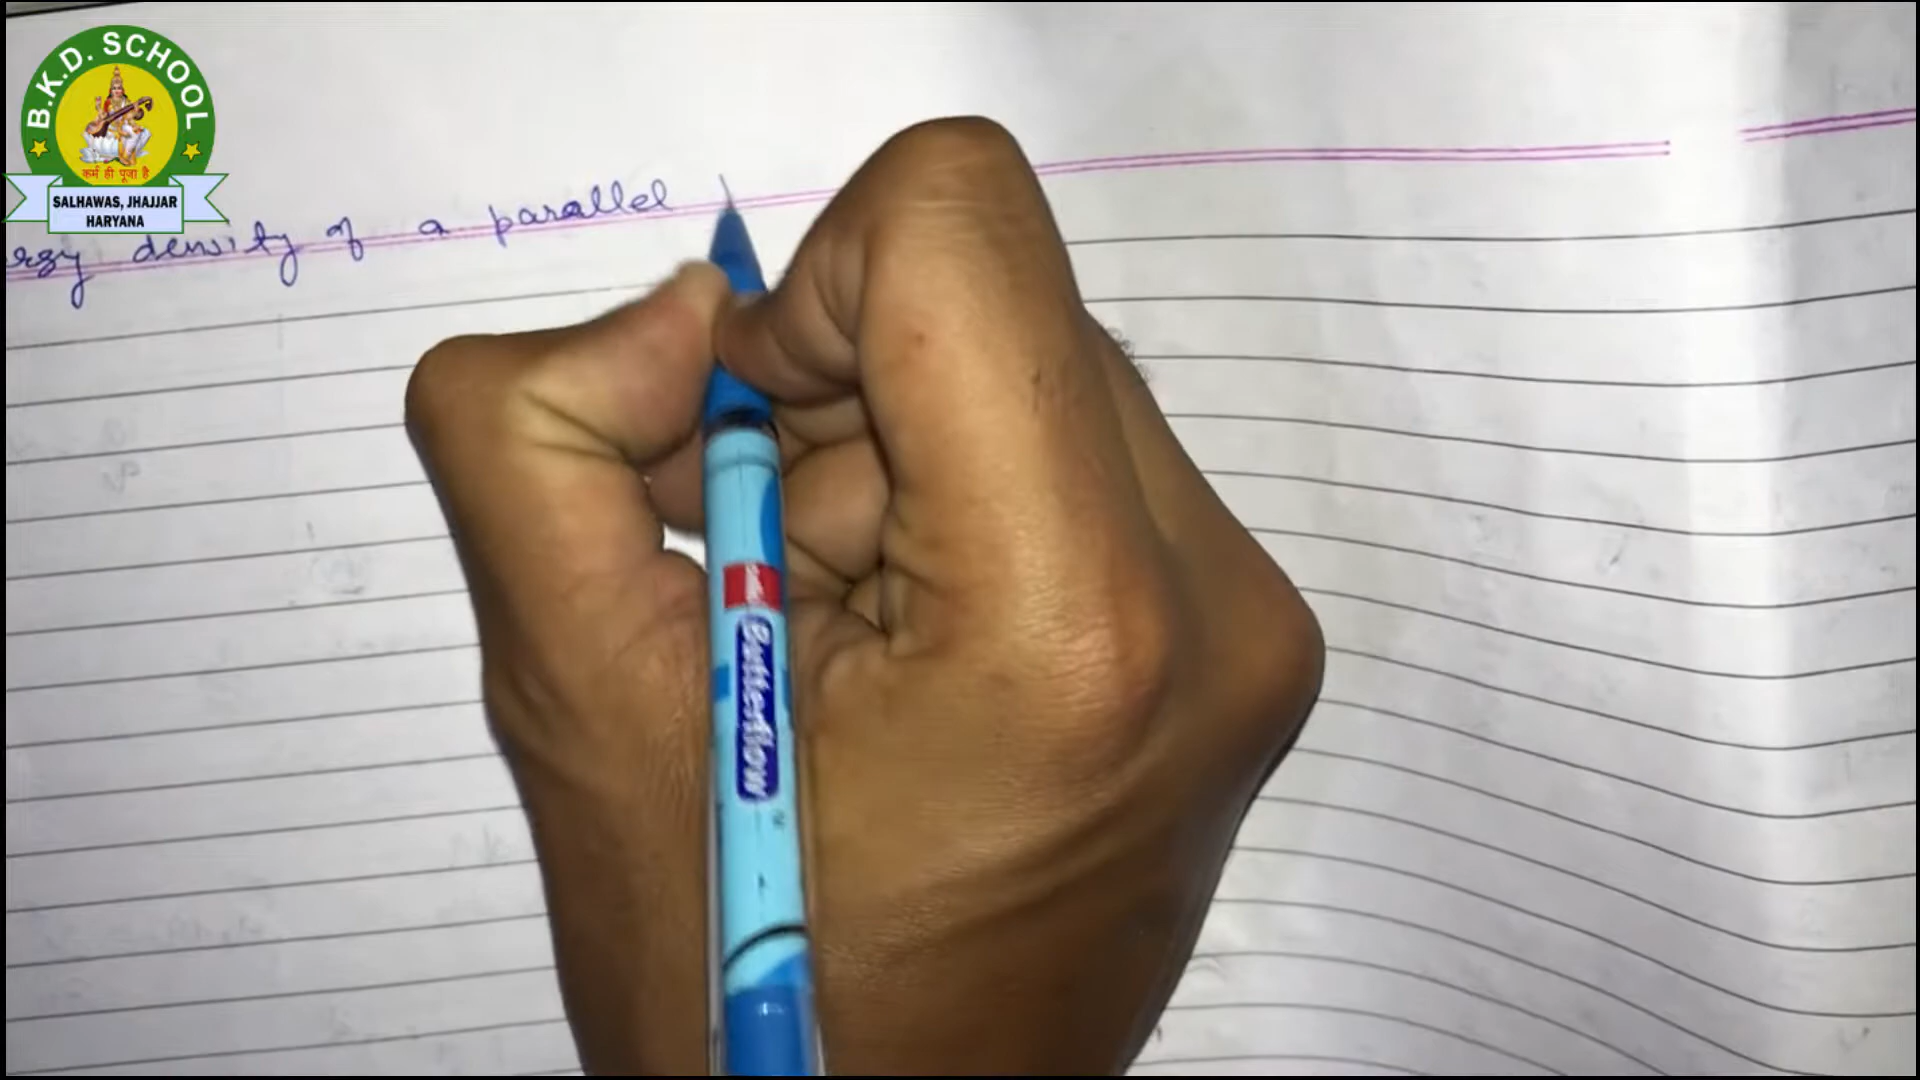 B.K.D. SCHOOL
कर्म ही पूजा है
SALHAWAS, JHAJJAR
HARYANA
rgy density of a parallel
Butterflow